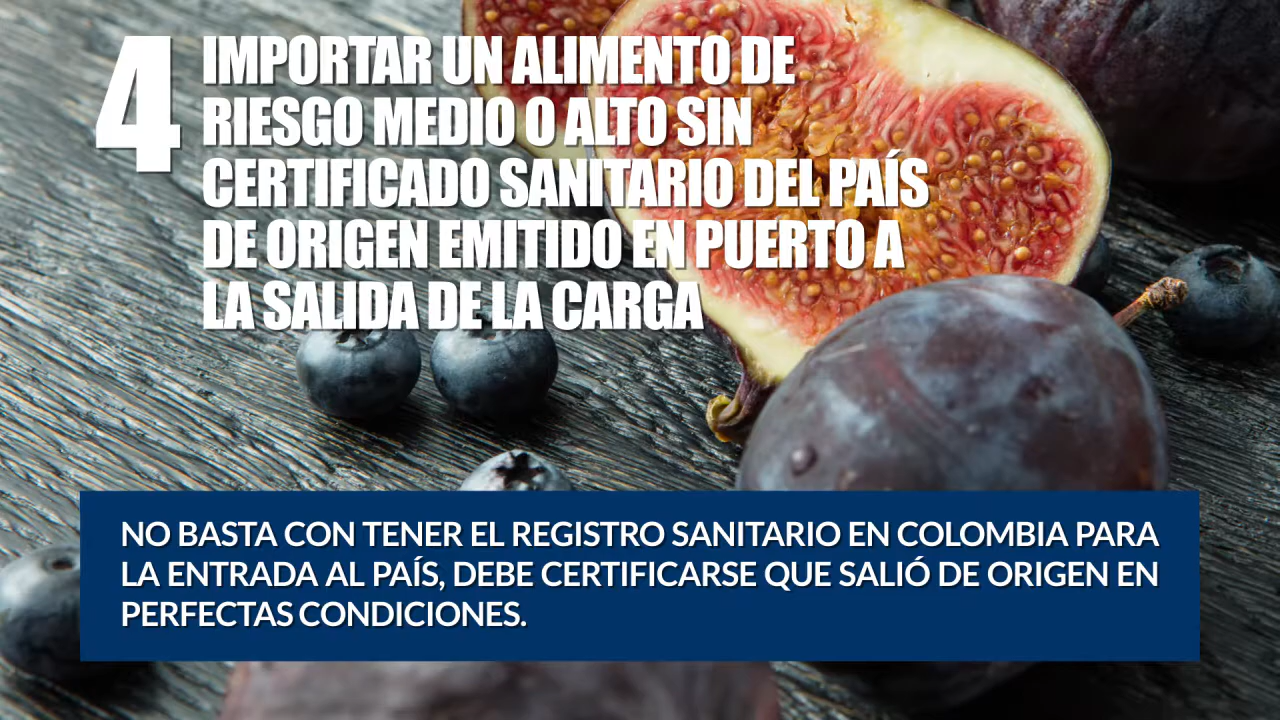 4
IMPORTAR UN ALIMENTO DE
RIESGO MEDIO O ALTO SIN
CERTIFICADO SANITARIO DEL PAÍS
DE ORIGEN EMITIDO EN PUERTO A
LA SALIDA DE LA CARGA
NO BASTA CON TENER EL REGISTRO SANITARIO EN COLOMBIA PARA
LA ENTRADA AL PAÍS, DEBE CERTIFICARSE QUE SALIÓ DE ORIGEN EN
PERFECTAS CONDICIONES.